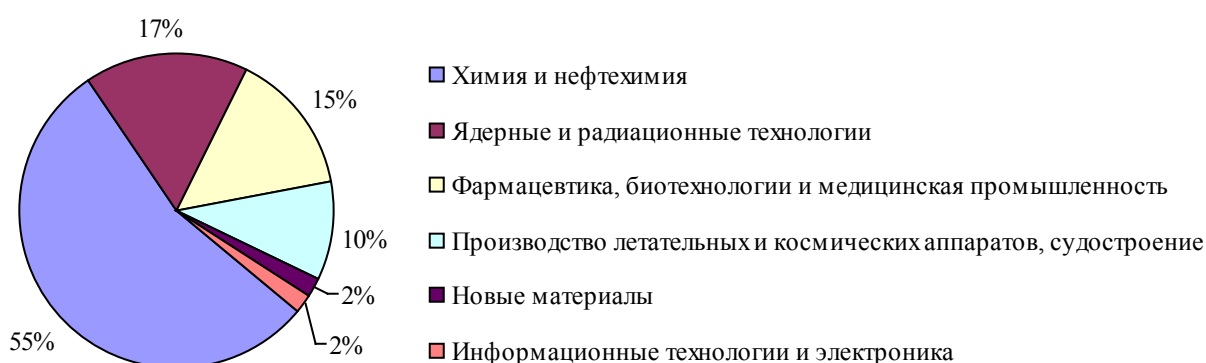 17%
15%
10%
2%
2%
55%
Химия и нефтехимия
Ядерные и радиационные технологии
Фармацевтика, биотехнологии и медицинская промышленность
Производство летательных и космических аппаратов, судостроение
Новые материалы
Информационные технологии и электроника